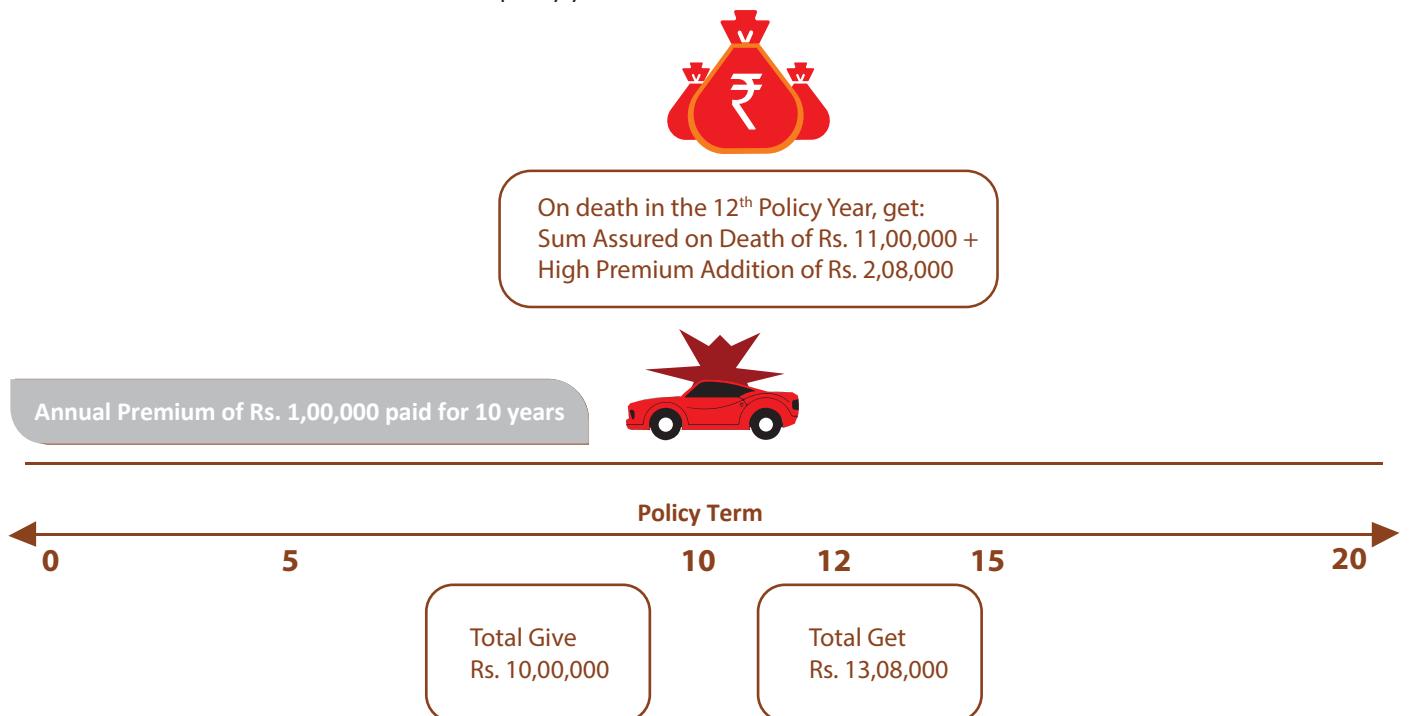 ₹
On death in the 12th Policy Year, get:
Sum Assured on Death of Rs. 11,00,000 +
High Premium Addition of Rs. 2,08,000
Annual Premium of Rs. 1,00,000 paid for 10 years
Policy Term
0 5 10 12 15 20
Total Give
Rs. 10,00,000
Total Get
Rs. 13,08,000